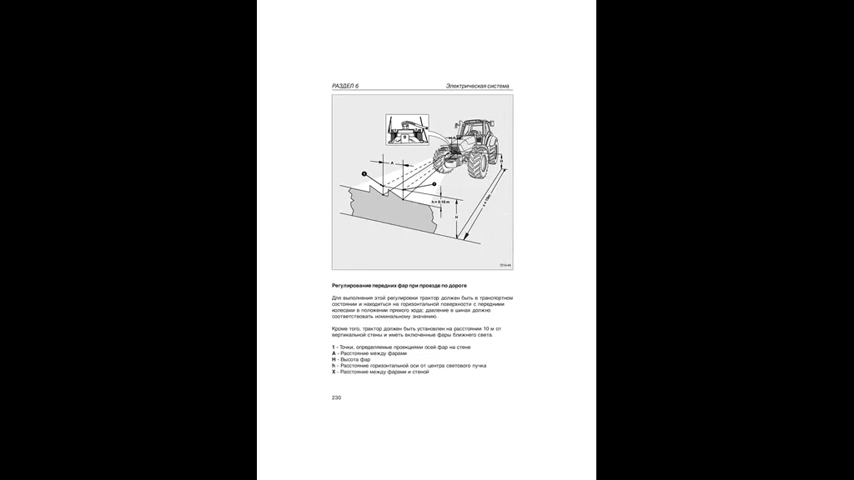 РАЗДЕЛ 6 Электрическая система
A
H
h = 0.10 m
H
x = 10m
Регулирование передних фар при проезде по дороге
Для выполнения этой регулировки трактор должен быть в транспортном
состоянии и находиться на горизонтальной поверхности с передними
колесами в положении прямого хода; давление в шинах должно
соответствовать номинальному значению.
Кроме того, трактор должен быть установлен на расстоянии 10 м от
вертикальной стены и иметь включенные фары ближнего света.
1 - Точки, определяемые проекциями осей фар на стене
A - Расстояние между фарами
H - Высота фар
h - Расстояние горизонтальной оси от центра светового пучка
X - Расстояние между фарами и стеной
230